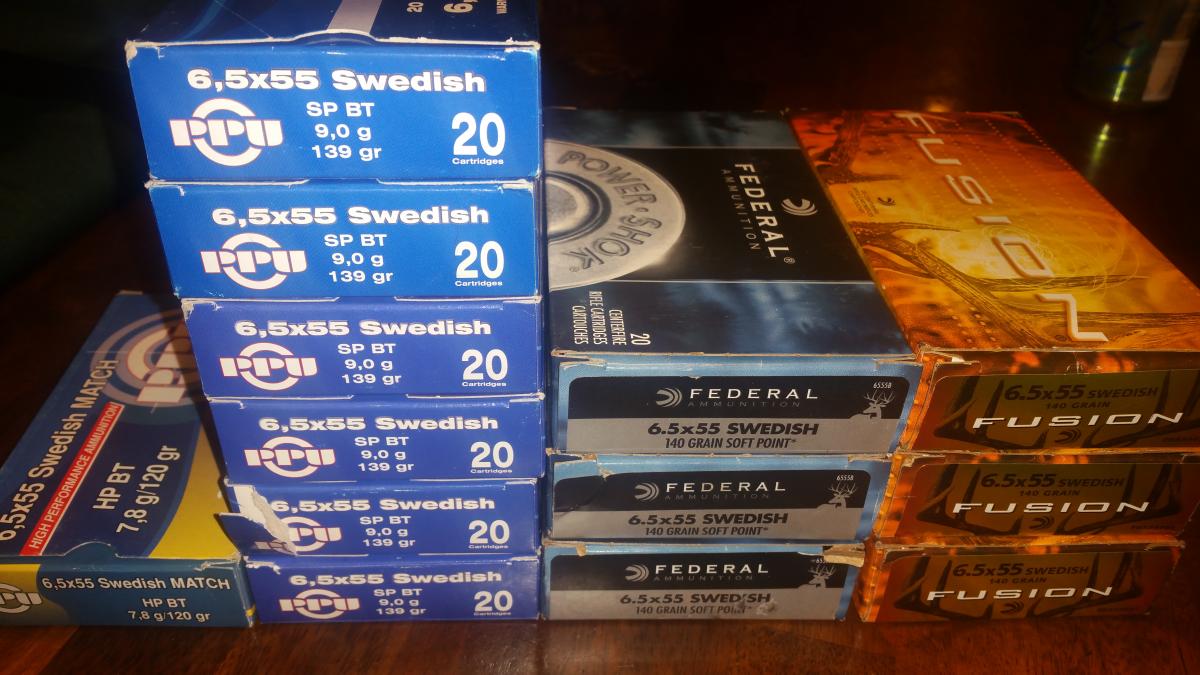 20
6,5x55 Swedish
PPU
SP BT
9,0 g
139 gr
20
Cartridges
6,5x55 Swedish
PPU
SP BT
9,0 g
139 gr
20
Cartridges
6,5x55 Swedish
PPU
SP BT
9,0 g
139 gr
20
Cartridges
6,5x55 Swedish
PPU
SP BT
9,0 g
139 gr
20
Cartridges
6,5x55 Swedish
PPU
SP BT
9,0 g
139 gr
20
Cartridges
6,5x55 Swedish
PPU
SP BT
9,0 g
139 gr
20
Cartridges
6,5x55 Swedish MATCH
HIGH PERFORMANCE AMMUNITION
HP BT
7,8 g/120 gr
6,5x55 Swedish MATCH
HP BT
7,8 g/120 gr
POWER·SHOK®
FEDERAL®
AMMUNITION
20
CENTERFIRE
RIFLE CARTRIDGES
CARTOUCHES
FEDERAL
AMMUNITION
6555B
6.5x55 SWEDISH
140 GRAIN SOFT POINT*
FEDERAL
AMMUNITION
6555B
6.5x55 SWEDISH
140 GRAIN SOFT POINT*
FEDERAL
AMMUNITION
6.5x55 SWEDISH
140 GRAIN SOFT POINT*
FUSION
6.5x55 SWEDISH
140 GRAIN
FUSION
6.5x55 SWEDISH
140 GRAIN
FUSION
6.5x55 SWEDISH
140 GRAIN
FUSION